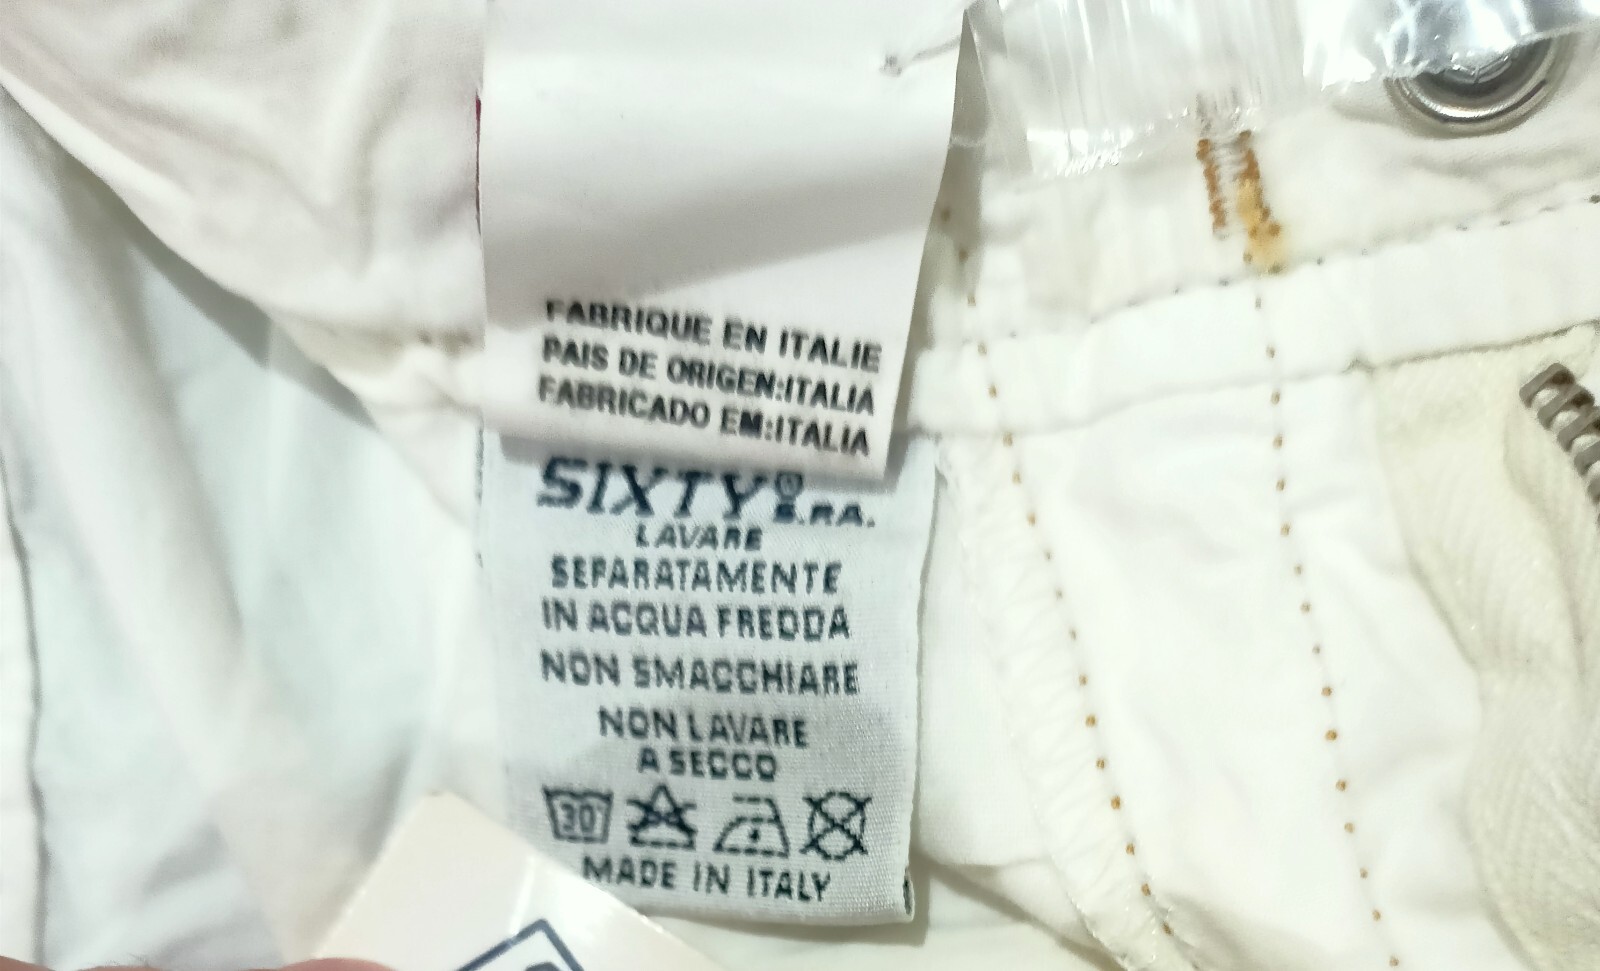 FABRIQUE EN ITALIE
PAIS DE ORIGEN:ITALIA
FABRICADO EM:ITALIA
SIXTY® S.P.A.
LAVARE
SEPARATAMENTE
IN ACQUA FREDDA
NON SMACCHIARE
NON LAVARE
A SECCO
30
MADE IN ITALY